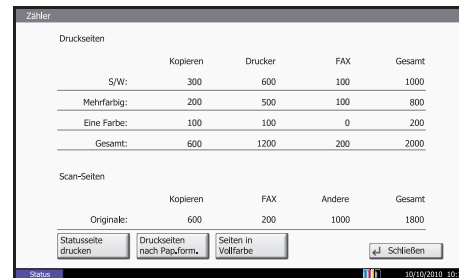 Zähler
Druckseiten
Kopieren Drucker FAX Gesamt
S/W: 300 600 100 1000
Mehrfarbig: 200 500 100 800
Eine Farbe: 100 100 0 200
Gesamt: 600 1200 200 2000
Scan-Seiten
Kopieren FAX Andere Gesamt
Originale: 600 200 1000 1800
Statusseite drucken
Druckseiten nach Pap.form.
Seiten in Vollfarbe
Schließen
Status 10/10/2010 10:1